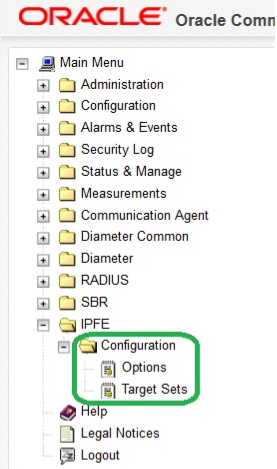 ORACLE® Oracle Comm
Main Menu
Administration
Configuration
Alarms & Events
Security Log
Status & Manage
Measurements
Communication Agent
Diameter Common
Diameter
RADIUS
SBR
IPFE
Configuration
Options
Target Sets
Help
Legal Notices
Logout